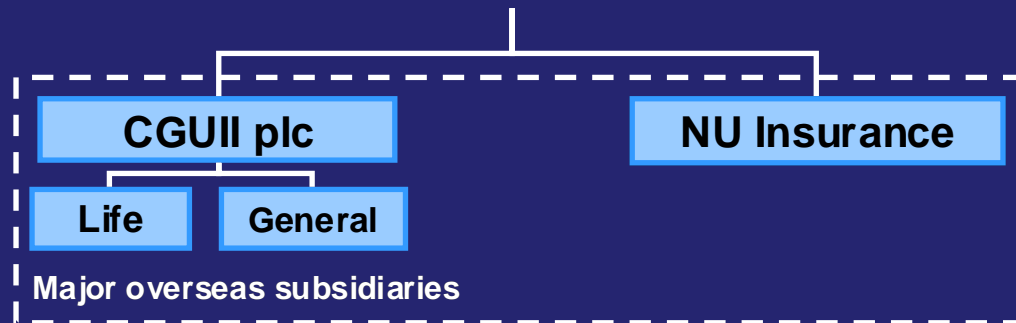 CGUII plc
NU Insurance
Life
General
Major overseas subsidiaries